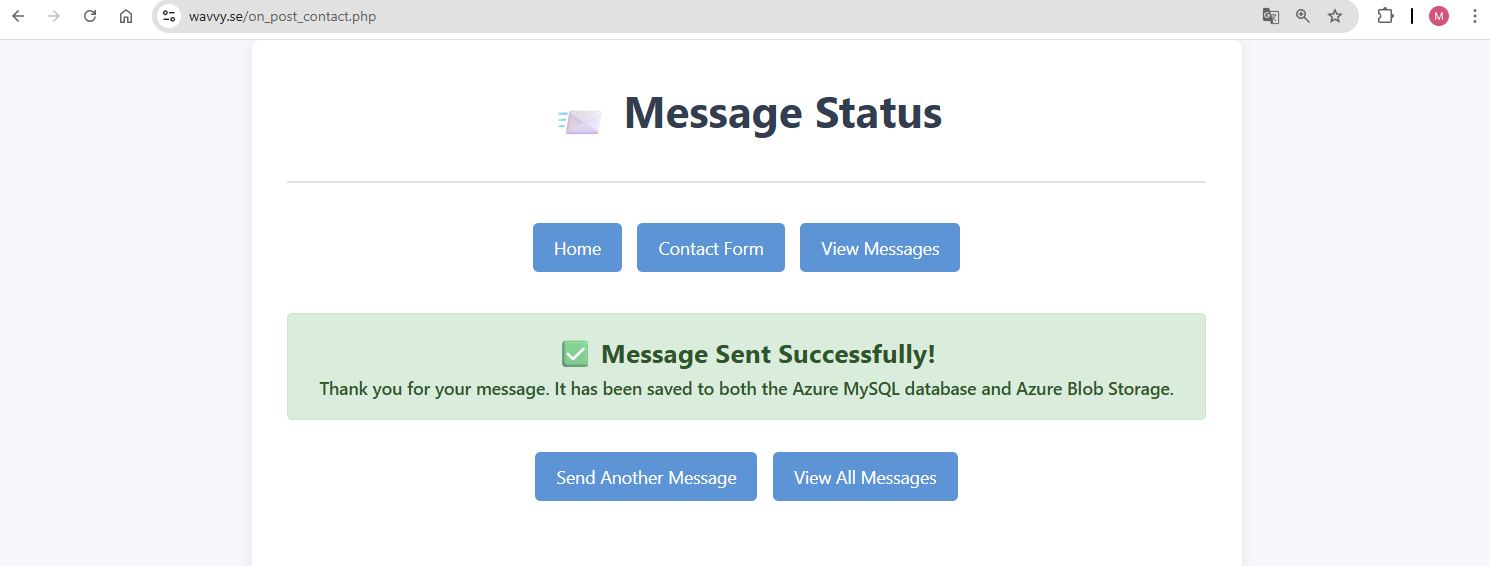 wavvy.se/on_post_contact.php
M
Message Status
Home Contact Form View Messages
Message Sent Successfully!
Thank you for your message. It has been saved to both the Azure MySQL database and Azure Blob Storage.
Send Another Message View All Messages